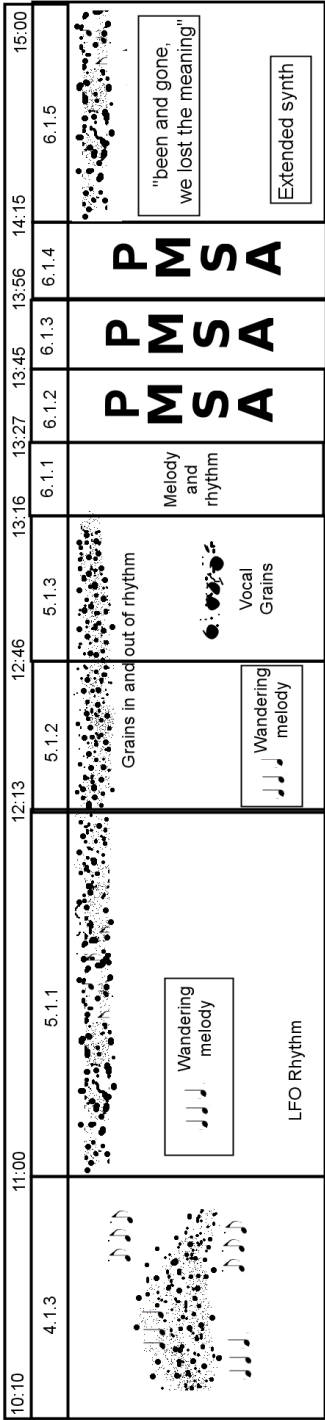 10:10 11:00 12:13 12:46 13:16 13:27 13:45 13:56 14:15 15:00
4.1.3 5.1.1 5.1.2 5.1.3 6.1.1 6.1.2 6.1.3 6.1.4 6.1.5
Wandering
melody
LFO Rhythm
Grains in and out of rhythm
Wandering
melody
Vocal
Grains
Melody
and
rhythm
P
M
S
A
P
M
S
A
P
M
S
A
"been and gone,
we lost the meaning"
Extended synth